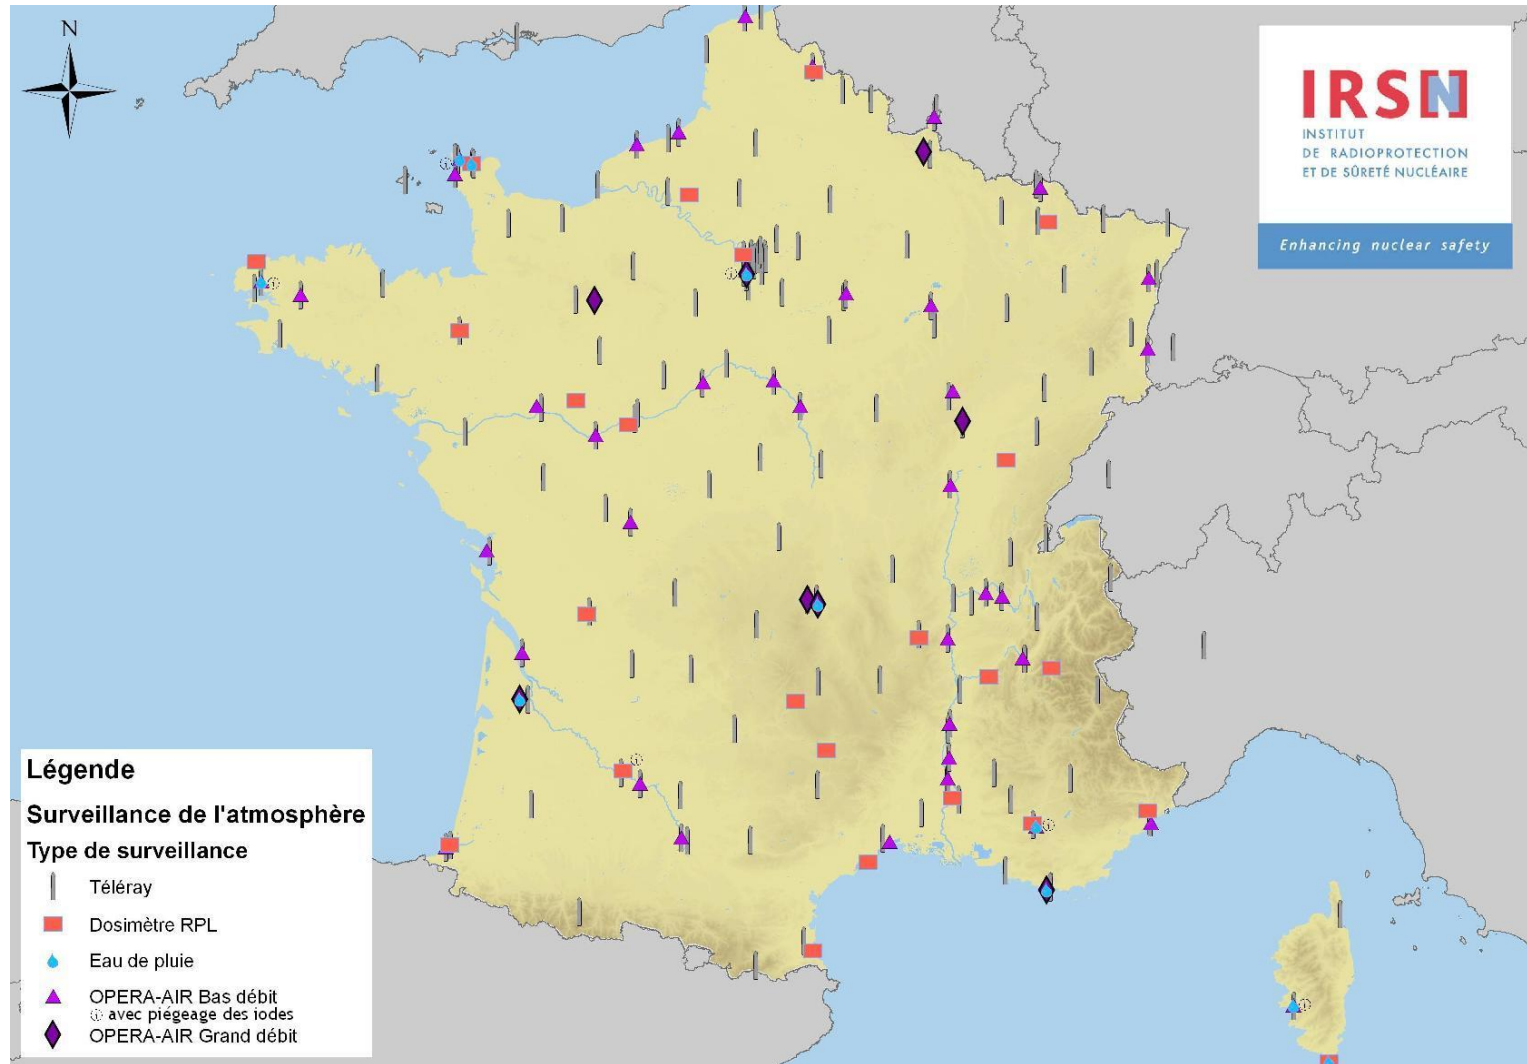 N
IRSN
INSTITUT
DE RADIOPROTECTION
ET DE SÛRETÉ NUCLÉAIRE
Enhancing nuclear safety
Légende
Surveillance de l'atmosphère
Type de surveillance
Téléray
Dosimètre RPL
Eau de pluie
OPERA-AIR Bas débit
avec piégeage des iodes
OPERA-AIR Grand débit